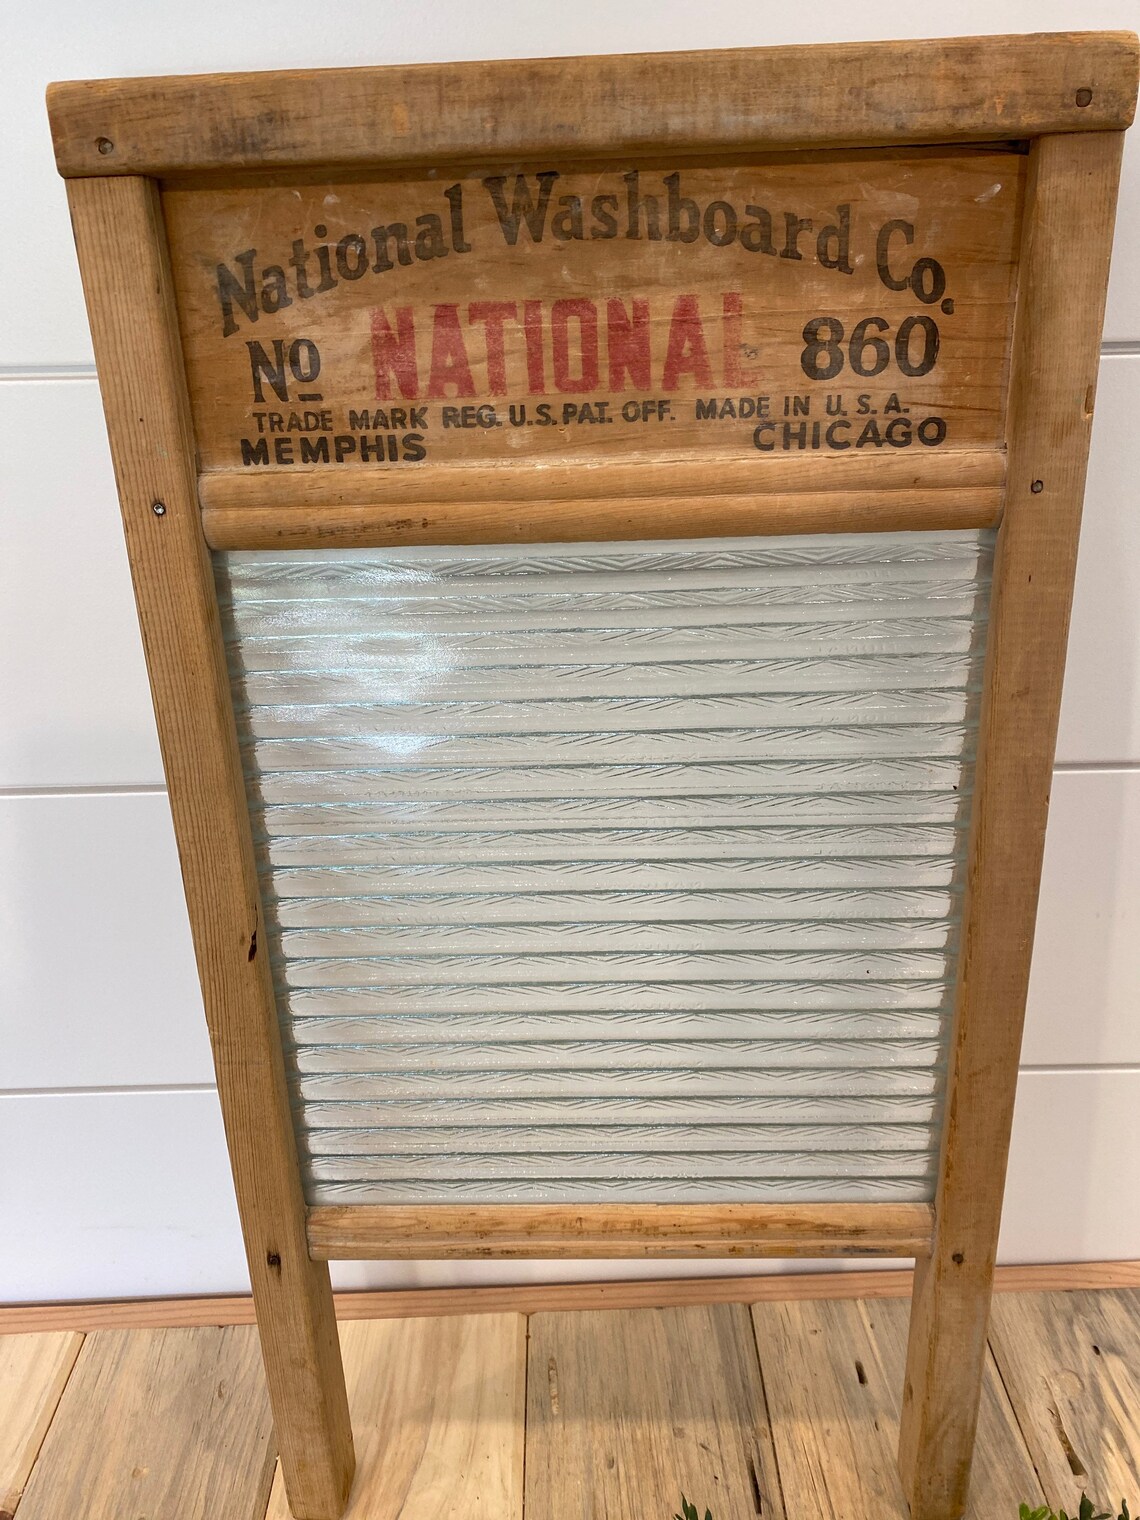 National Washboard Co.
No NATIONAL 860
TRADE MARK REG. U.S. PAT. OFF. MADE IN U.S.A.
MEMPHIS CHICAGO